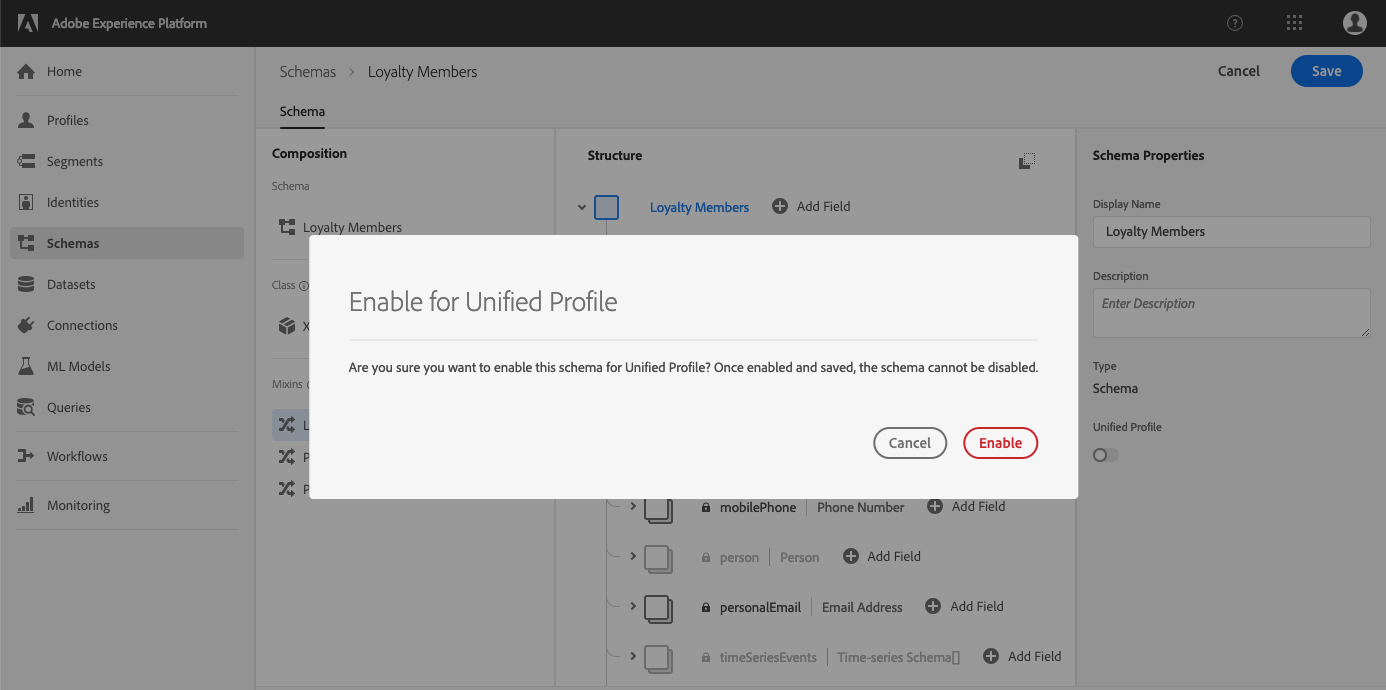 Adobe Experience Platform
Home
Profiles
Segments
Identities
Schemas
Datasets
Connections
ML Models
Queries
Workflows
Monitoring
Schemas > Loyalty Members
Cancel
Save
Schema
Composition
Schema
Loyalty Members
Class
X
Mixins
L
P
P
Structure
Loyalty Members Add Field
Enable for Unified Profile
Are you sure you want to enable this schema for Unified Profile? Once enabled and saved, the schema cannot be disabled.
Cancel
Enable
mobilePhone | Phone Number Add Field
person | Person Add Field
personalEmail | Email Address Add Field
timeSeriesEvents | Time-series Schema[] Add Field
Schema Properties
Display Name
Loyalty Members
Description
Enter Description
Type
Schema
Unified Profile